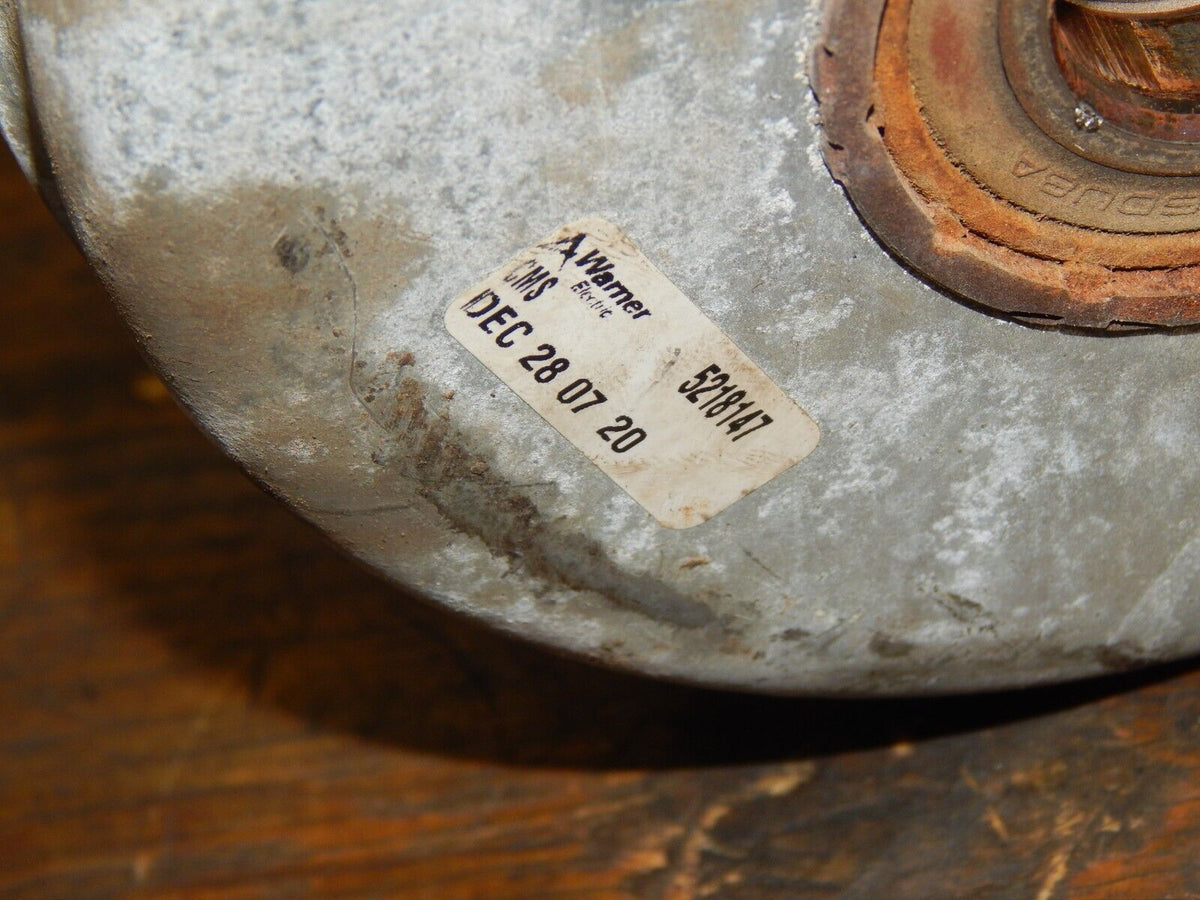 Warner
Electric
CMS
DEC 28 07 20
5218147